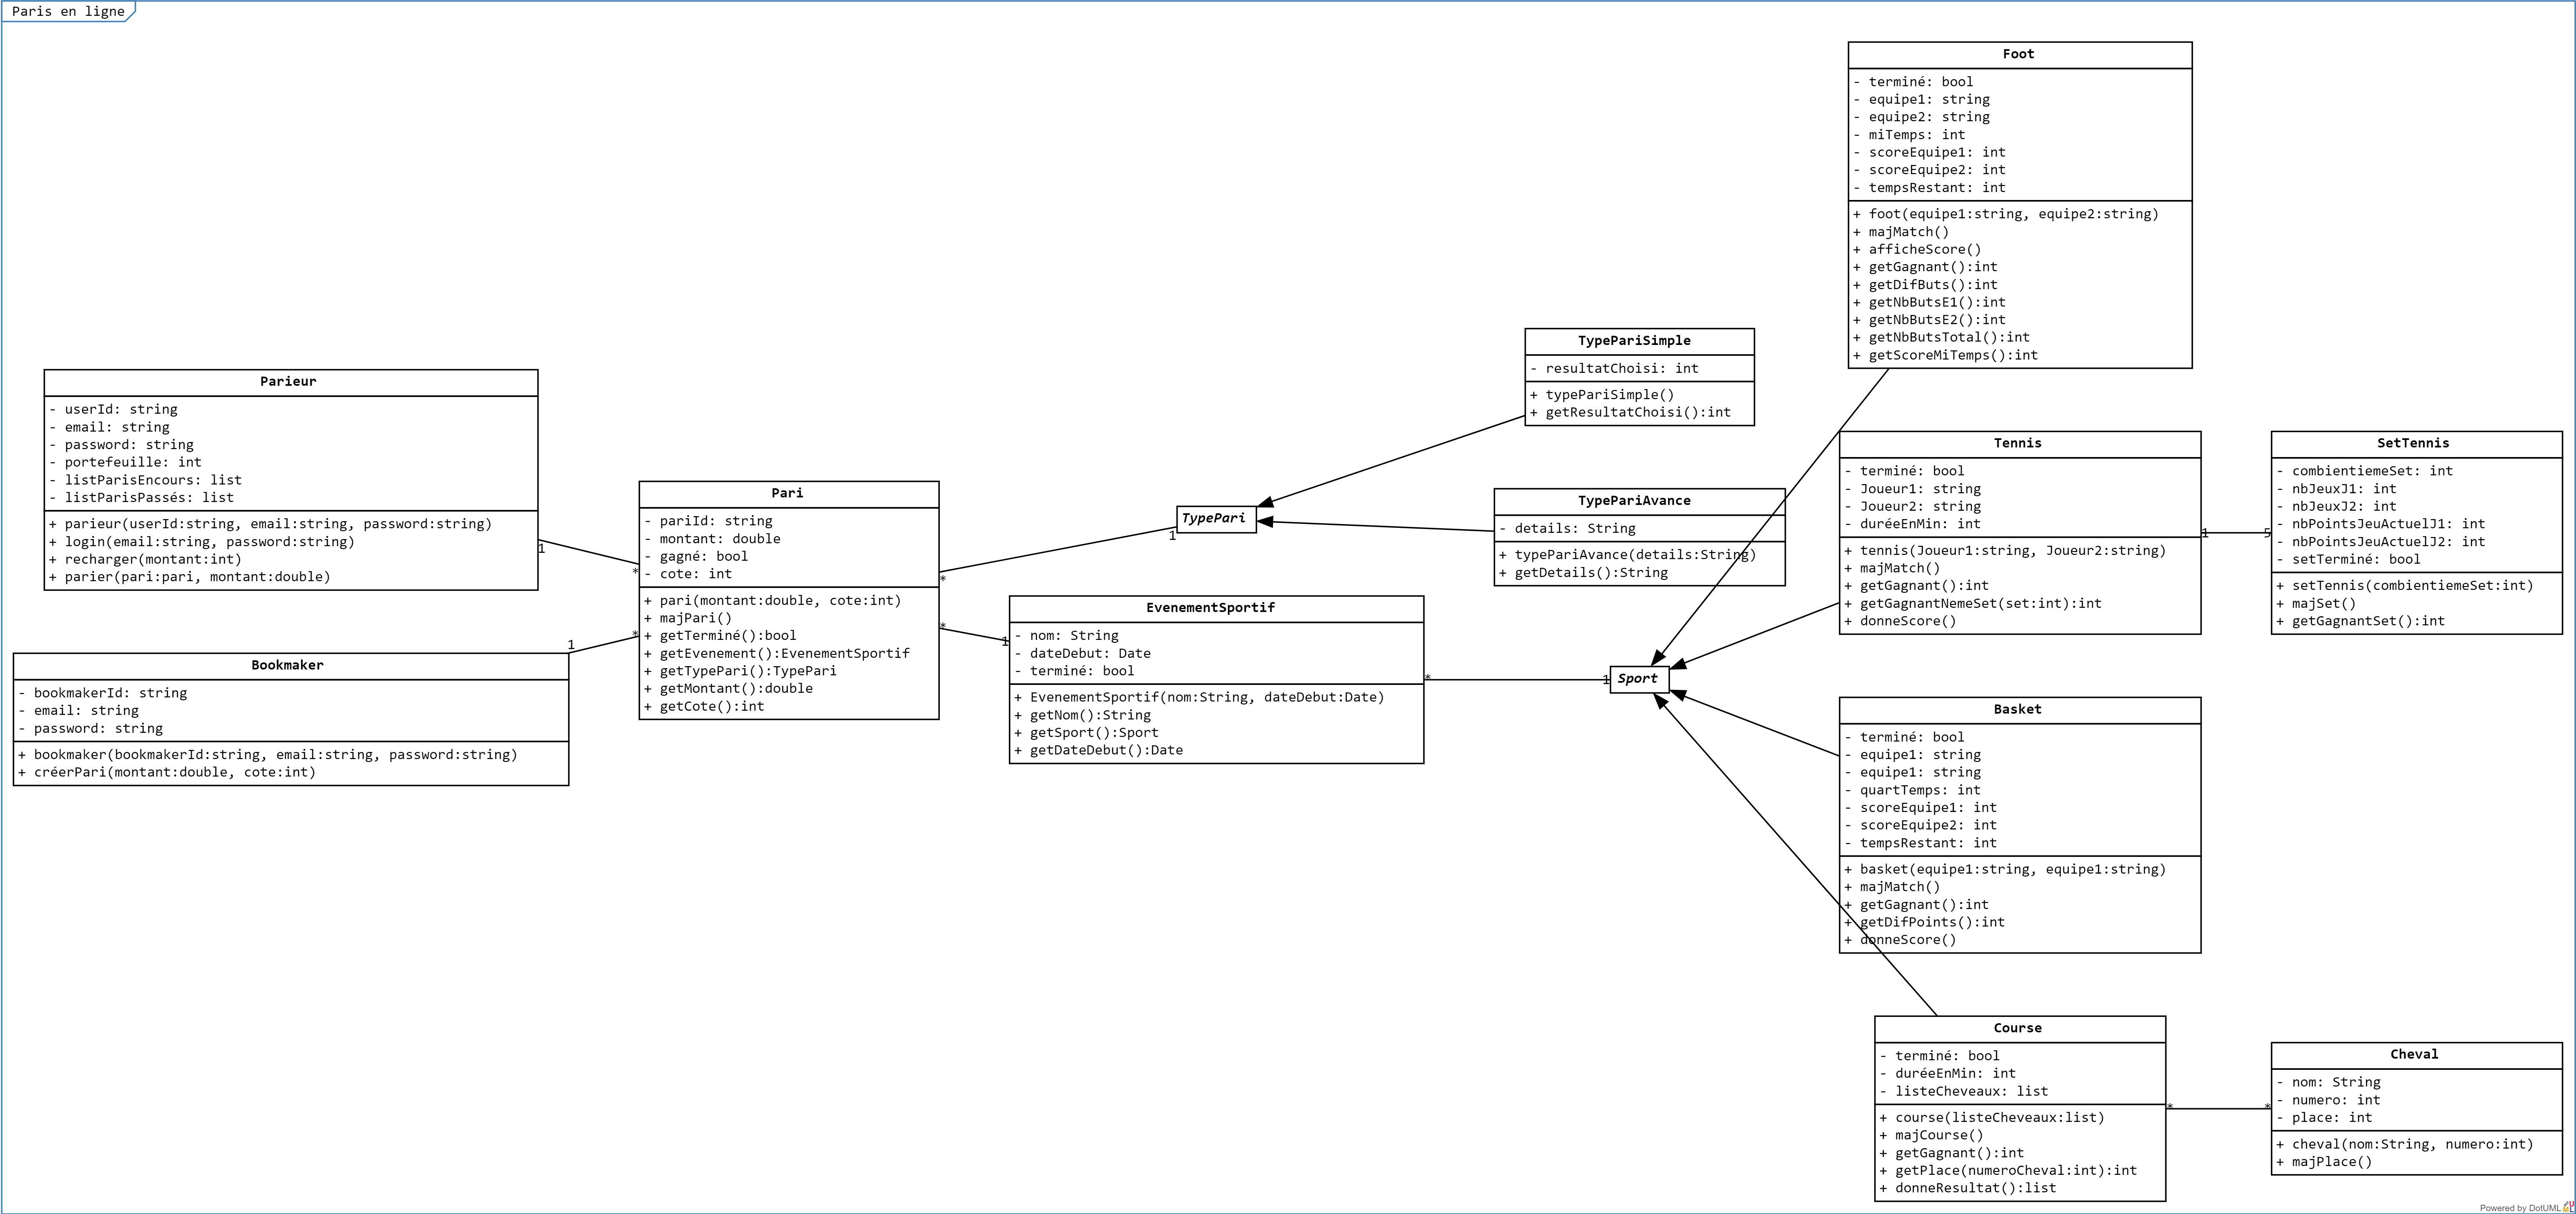 Paris en ligne
Parieur
- userId: string
- email: string
- password: string
- portefeuille: int
- listParisEncours: list
- listParisPassés: list
+ parieur(userId:string, email:string, password:string)
+ login(email:string, password:string)
+ recharger(montant:int)
+ parier(pari:pari, montant:double)
1
*
Bookmaker
- bookmakerId: string
- email: string
- password: string
+ bookmaker(bookmakerId:string, email:string, password:string)
+ créerPari(montant:double, cote:int)
1
*
Pari
- pariId: string
- montant: double
- gagné: bool
- cote: int
+ pari(montant:double, cote:int)
+ majPari()
+ getTerminé():bool
+ getEvenement():EvenementSportif
+ getTypePari():TypePari
+ getMontant():double
+ getCote():int
*
1
*
1
EvenementSportif
- nom: String
- dateDebut: Date
- terminé: bool
+ EvenementSportif(nom:String, dateDebut:Date)
+ getNom():String
+ getSport():Sport
+ getDateDebut():Date
*
1
TypePari
TypePariSimple
- resultatChoisi: int
+ typePariSimple()
+ getResultatChoisi():int
TypePariAvance
- details: String
+ typePariAvance(details:String)
+ getDetails():String
Sport
Foot
- terminé: bool
- equipe1: string
- equipe2: string
- miTemps: int
- scoreEquipe1: int
- scoreEquipe2: int
- tempsRestant: int
+ foot(equipe1:string, equipe2:string)
+ majMatch()
+ afficheScore()
+ getGagnant():int
+ getDifButs():int
+ getNbButsE1():int
+ getNbButsE2():int
+ getNbButsTotal():int
+ getScoreMiTemps():int
Tennis
- terminé: bool
- Joueur1: string
- Joueur2: string
- duréeEnMin: int
+ tennis(Joueur1:string, Joueur2:string)
+ majMatch()
+ getGagnant():int
+ getGagnantNemeSet(set:int):int
+ donneScore()
1
5
SetTennis
- combientiemeSet: int
- nbJeuxJ1: int
- nbJeuxJ2: int
- nbPointsJeuActuelJ1: int
- nbPointsJeuActuelJ2: int
- setTerminé: bool
+ setTennis(combientiemeSet:int)
+ majSet()
+ getGagnantSet():int
Basket
- terminé: bool
- equipe1: string
- equipe1: string
- quartTemps: int
- scoreEquipe1: int
- scoreEquipe2: int
- tempsRestant: int
+ basket(equipe1:string, equipe1:string)
+ majMatch()
+ getGagnant():int
+ getDifPoints():int
+ donneScore()
Course
- terminé: bool
- duréeEnMin: int
- listeCheveaux: list
+ course(listeCheveaux:list)
+ majCourse()
+ getGagnant():int
+ getPlace(numeroCheval:int):int
+ donneResultat():list
*
*
Cheval
- nom: String
- numero: int
- place: int
+ cheval(nom:String, numero:int)
+ majPlace()
Powered by DotUML